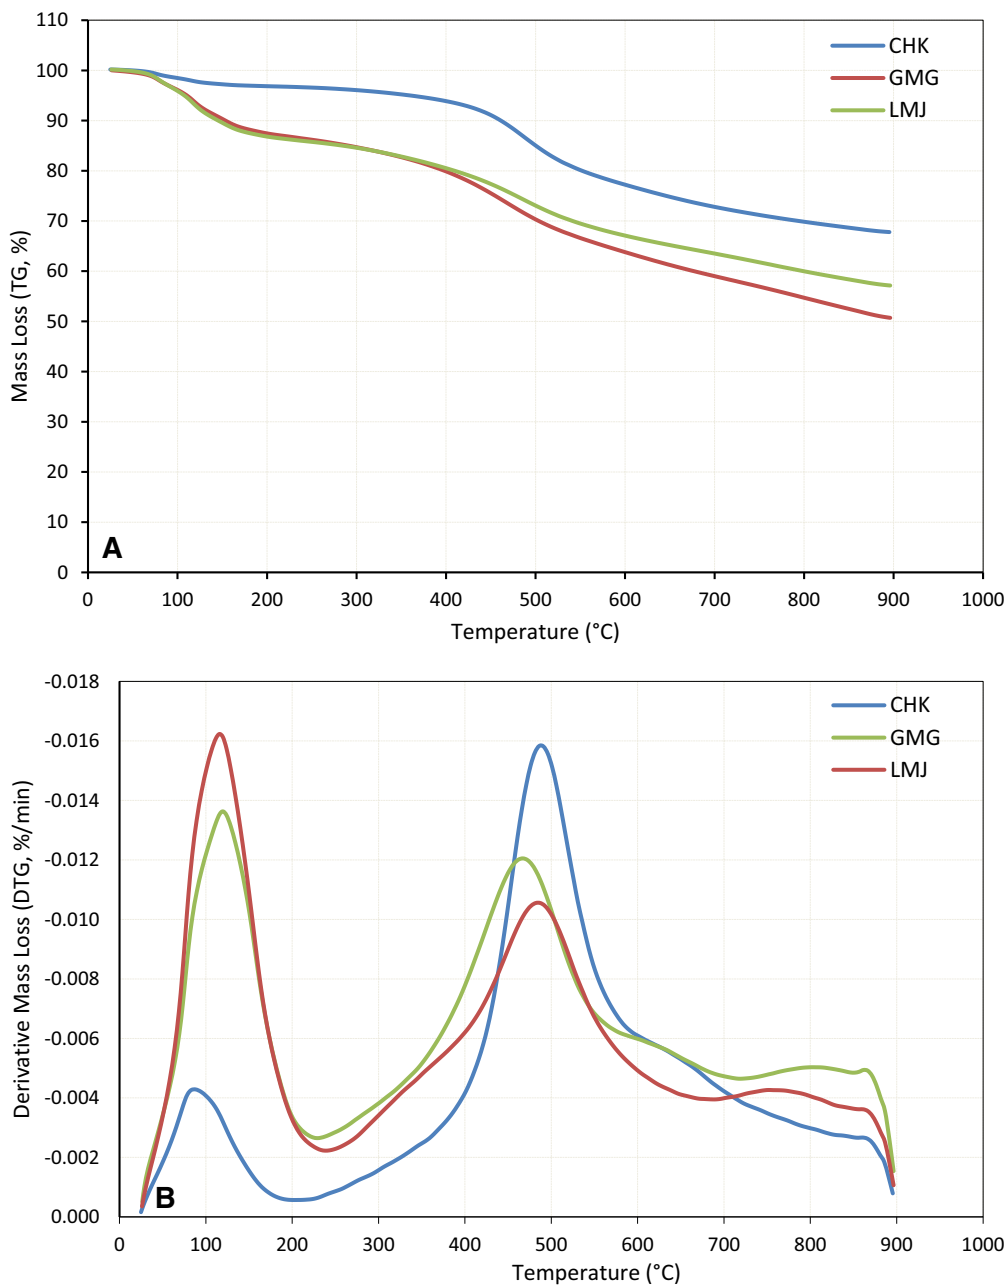 110
100
90
80
70
60
50
40
30
20
10
0
Mass Loss (TG, %)
CHK
GMG
LMJ
A
0 100 200 300 400 500 600 700 800 900 1000
Temperature (°C)
-0.018
-0.016
-0.014
-0.012
-0.010
-0.008
-0.006
-0.004
-0.002
0.000
Derivative Mass Loss (DTG, %/min)
CHK
GMG
LMJ
B
0 100 200 300 400 500 600 700 800 900 1000
Temperature (°C)